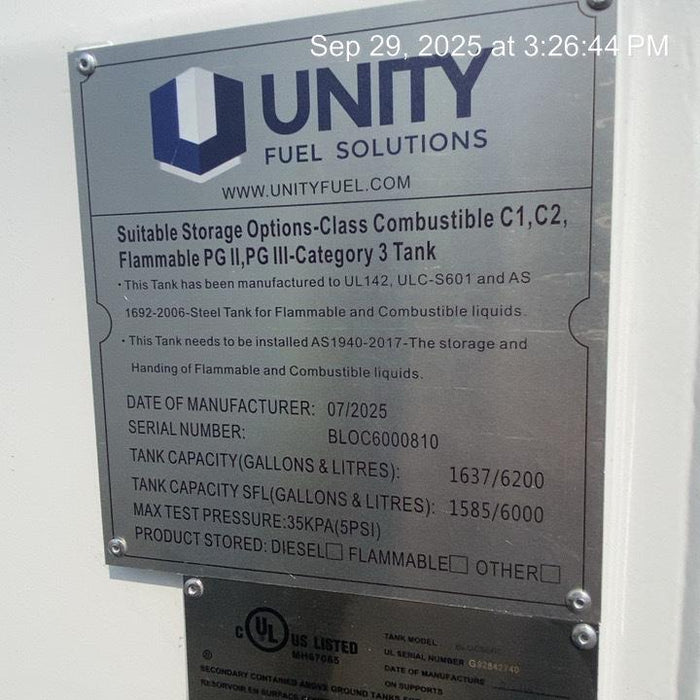 Sep 29, 2025 at 3:26:44 PM
UNITY
FUEL SOLUTIONS
WWW.UNITYFUEL.COM
Suitable Storage Options-Class Combustible C1,C2,
Flammable PG II,PG III-Category 3 Tank
·This Tank has been manufactured to UL142, ULC-S601 and AS
1692-2006-Steel Tank for Flammable and Combustible liquids.
·This Tank needs to be installed AS1940-2017-The storage and
Handing of Flammable and Combustible liquids.
DATE OF MANUFACTURER: 07/2025
SERIAL NUMBER: BLOC6000810
TANK CAPACITY(GALLONS & LITRES): 1637/6200
TANK CAPACITY SFL(GALLONS & LITRES): 1585/6000
MAX TEST PRESSURE:35KPA(5PSI)
PRODUCT STORED: DIESEL☐ FLAMMABLE☐ OTHER☐
C UL US LISTED
®
MH67065
TANK MODEL
UL SERIAL NUMBER G92842740
DATE OF MANUFACTURE
ON SUPPORTS
SECONDARY CONTAINED ABOVE GROUND TANKS